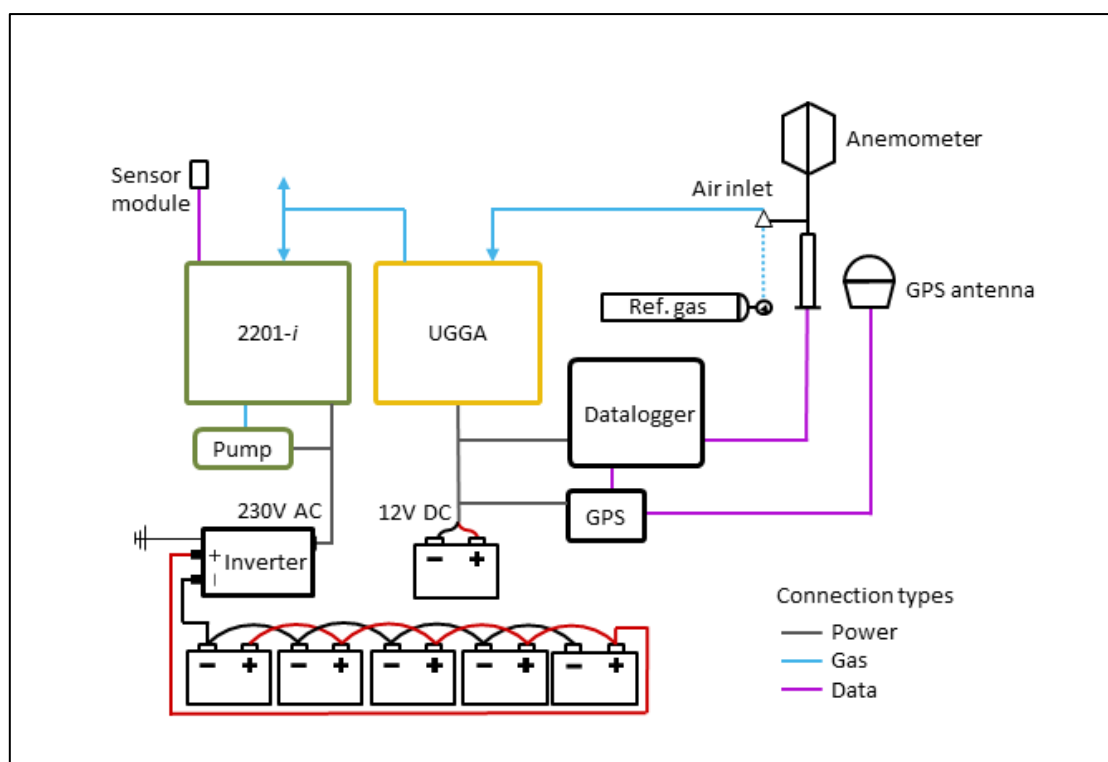 Anemometer
Sensor
module
Air inlet
GPS antenna
Ref. gas
2201-i
UGGA
Datalogger
Pump
230V AC
12V DC
GPS
+
Inverter
−
− +
Connection types
Power
− + − + − + − + − +
Gas
Data